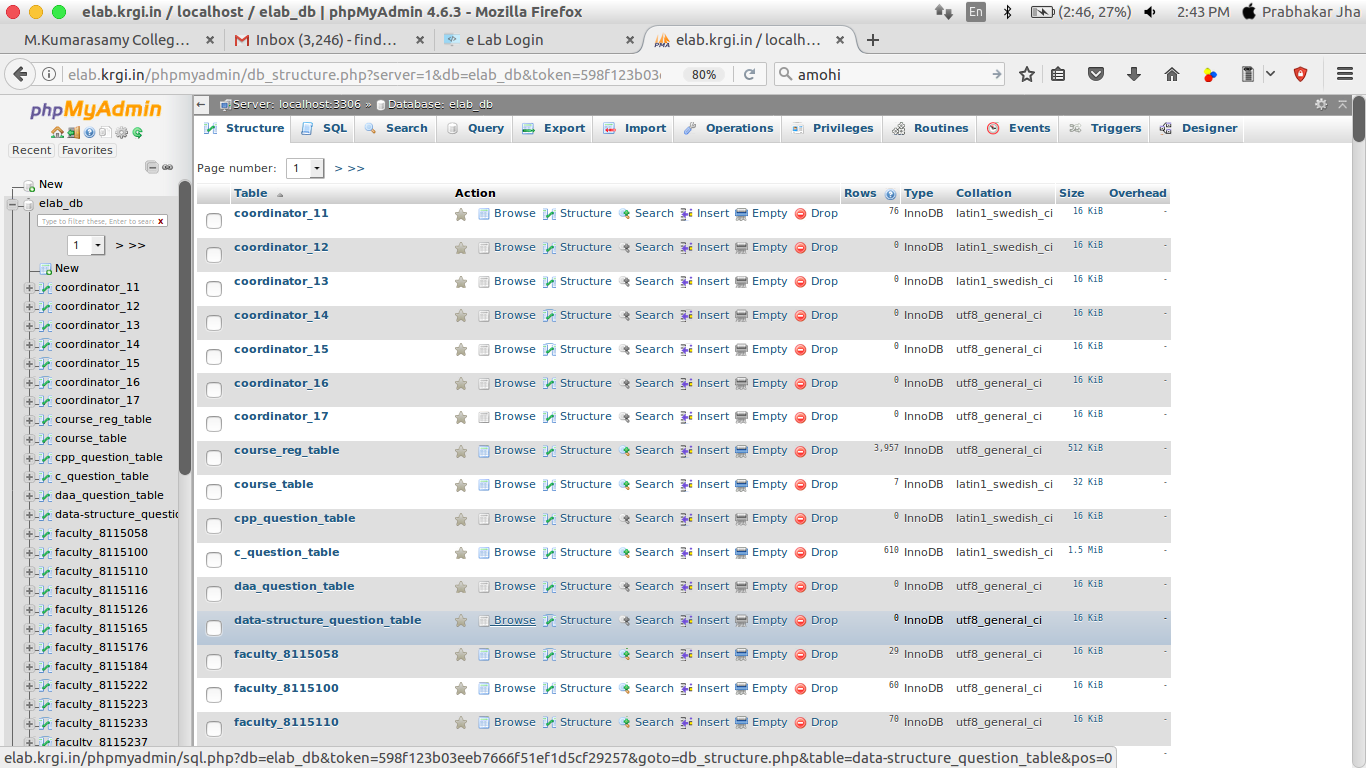 elab.krgi.in / localhost / elab_db | phpMyAdmin 4.6.3 - Mozilla Firefox En (2:46, 27%) 2:43 PM Prabhakar Jha
M.Kumarasamy Colleg... Inbox (3,246) - find... e Lab Login elab.krgi.in / localh...
elab.krgi.in/phpmyadmin/db_structure.php?server=1&db=elab_db&token=598f123b03 80% amohi
phpMyAdmin
Recent Favorites
New
elab_db
Type to filter these, Enter to searc X
1 > >>
New
coordinator_11
coordinator_12
coordinator_13
coordinator_14
coordinator_15
coordinator_16
coordinator_17
course_reg_table
course_table
cpp_question_table
c_question_table
daa_question_table
data-structure_questic
faculty_8115058
faculty_8115100
faculty_8115110
faculty_8115116
faculty_8115126
faculty_8115165
faculty_8115176
faculty_8115184
faculty_8115222
faculty_8115223
faculty_8115233
faculty_8115237
Server: localhost:3306 » Database: elab_db
Structure SQL Search Query Export Import Operations Privileges Routines Events Triggers Designer
Page number: 1 > >>
Table Action Rows Type Collation Size Overhead
coordinator_11 Browse Structure Search Insert Empty Drop 76 InnoDB latin1_swedish_ci 16 KiB -
coordinator_12 Browse Structure Search Insert Empty Drop 0 InnoDB latin1_swedish_ci 16 KiB -
coordinator_13 Browse Structure Search Insert Empty Drop 0 InnoDB latin1_swedish_ci 16 KiB -
coordinator_14 Browse Structure Search Insert Empty Drop 0 InnoDB utf8_general_ci 16 KiB -
coordinator_15 Browse Structure Search Insert Empty Drop 0 InnoDB utf8_general_ci 16 KiB -
coordinator_16 Browse Structure Search Insert Empty Drop 0 InnoDB utf8_general_ci 16 KiB -
coordinator_17 Browse Structure Search Insert Empty Drop 0 InnoDB utf8_general_ci 16 KiB -
course_reg_table Browse Structure Search Insert Empty Drop 3,957 InnoDB utf8_general_ci 512 KiB -
course_table Browse Structure Search Insert Empty Drop 7 InnoDB latin1_swedish_ci 32 KiB -
cpp_question_table Browse Structure Search Insert Empty Drop 0 InnoDB latin1_swedish_ci 16 KiB -
c_question_table Browse Structure Search Insert Empty Drop 610 InnoDB latin1_swedish_ci 1.5 MiB -
daa_question_table Browse Structure Search Insert Empty Drop 0 InnoDB utf8_general_ci 16 KiB -
data-structure_question_table Browse Structure Search Insert Empty Drop 0 InnoDB utf8_general_ci 16 KiB -
faculty_8115058 Browse Structure Search Insert Empty Drop 29 InnoDB utf8_general_ci 16 KiB -
faculty_8115100 Browse Structure Search Insert Empty Drop 60 InnoDB utf8_general_ci 16 KiB -
faculty_8115110 Browse Structure Search Insert Empty Drop 70 InnoDB utf8_general_ci 16 KiB -
elab.krgi.in/phpmyadmin/sql.php?db=elab_db&token=598f123b03eeb7666f51ef1d5cf29257&goto=db_structure.php&table=data-structure_question_table&pos=0